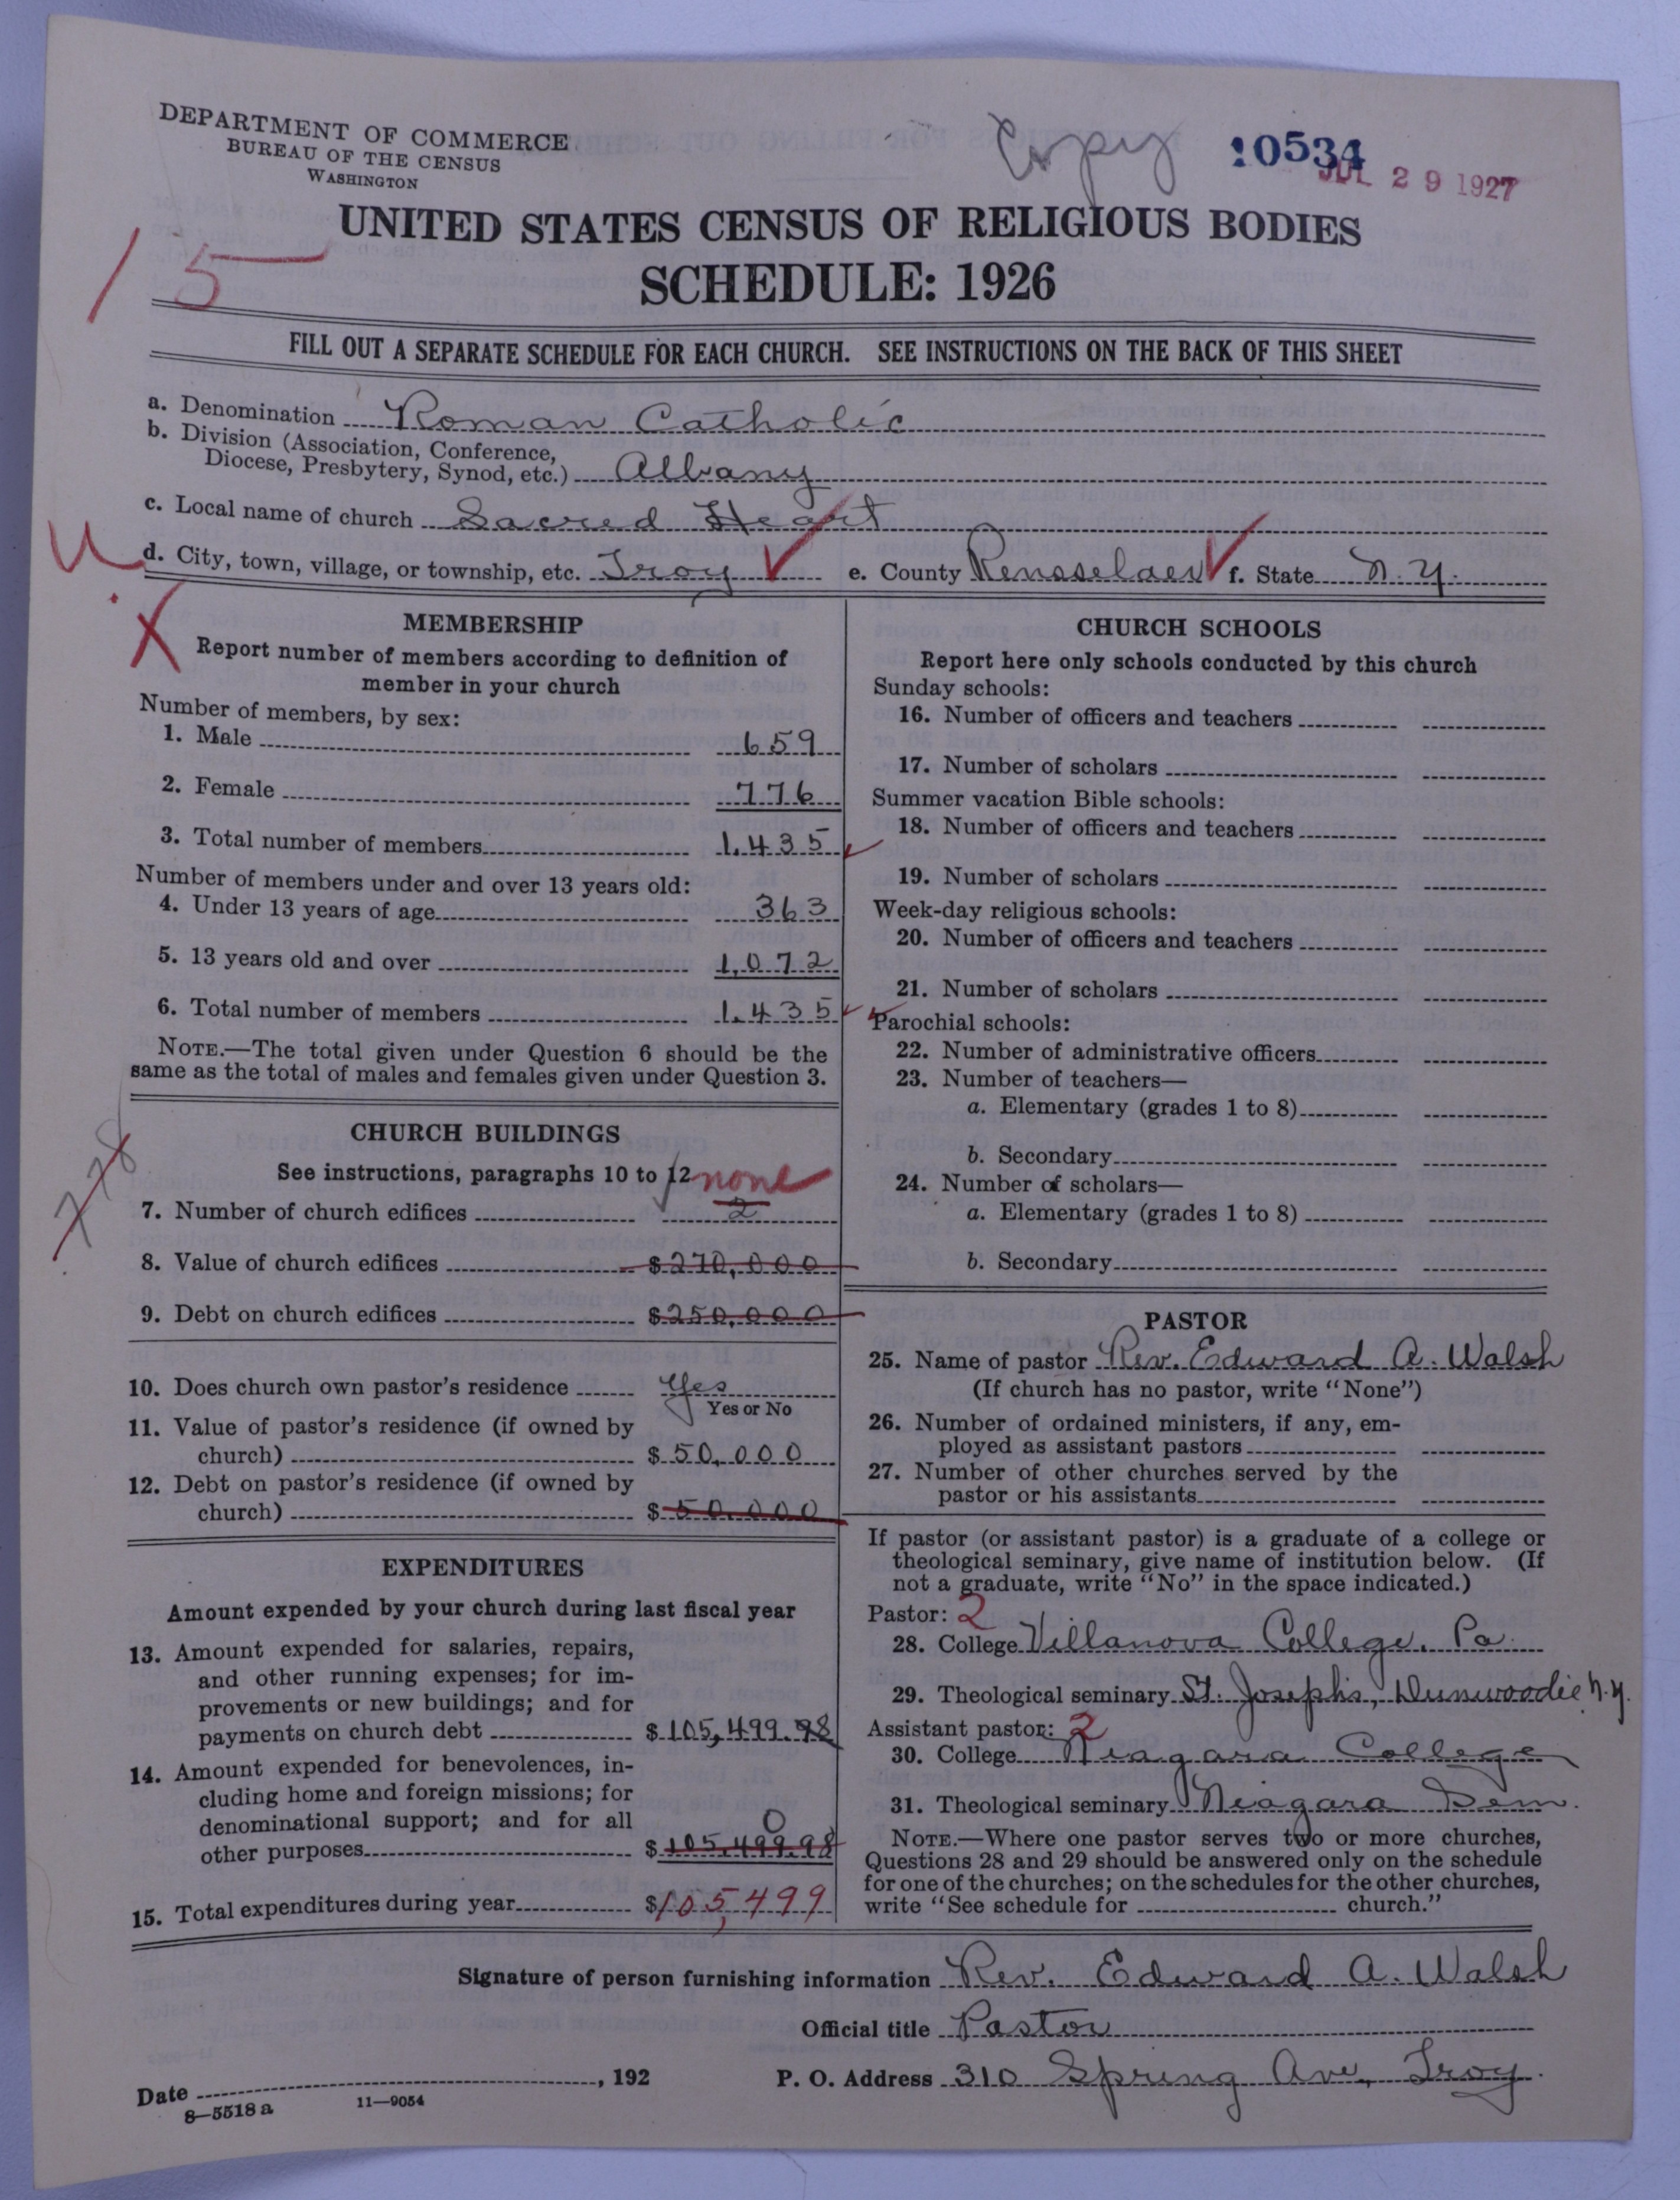 DEPARTMENT OF COMMERCE
BUREAU OF THE CENSUS
WASHINGTON
Copy
10534
JUL 29 1927
UNITED STATES CENSUS OF RELIGIOUS BODIES
SCHEDULE: 1926
15
FILL OUT A SEPARATE SCHEDULE FOR EACH CHURCH. SEE INSTRUCTIONS ON THE BACK OF THIS SHEET
a. Denomination Roman Catholic
b. Division (Association, Conference,
Diocese, Presbytery, Synod, etc.) Albany
c. Local name of church Sacred Heart
U
d. City, town, village, or township, etc. Troy e. County Rensselaer f. State N.Y.
X
MEMBERSHIP
Report number of members according to definition of
member in your church
Number of members, by sex:
1. Male 659
2. Female 776
3. Total number of members 1,435
Number of members under and over 13 years old:
4. Under 13 years of age 363
5. 13 years old and over 1,072
6. Total number of members 1,435
NOTE.—The total given under Question 6 should be the
same as the total of males and females given under Question 3.
CHURCH BUILDINGS
See instructions, paragraphs 10 to 12
none
7. Number of church edifices 2
8. Value of church edifices $270,000
9. Debt on church edifices $250,000
10. Does church own pastor's residence Yes
Yes or No
11. Value of pastor's residence (if owned by
church) $50,000
12. Debt on pastor's residence (if owned by
church) $50,000
EXPENDITURES
Amount expended by your church during last fiscal year
13. Amount expended for salaries, repairs,
and other running expenses; for im-
provements or new buildings; and for
payments on church debt $105,499.98
14. Amount expended for benevolences, in-
cluding home and foreign missions; for
denominational support; and for all
0
other purposes $105,499.98
15. Total expenditures during year $105,499
CHURCH SCHOOLS
Report here only schools conducted by this church
Sunday schools:
16. Number of officers and teachers
17. Number of scholars
Summer vacation Bible schools:
18. Number of officers and teachers
19. Number of scholars
Week-day religious schools:
20. Number of officers and teachers
21. Number of scholars
Parochial schools:
22. Number of administrative officers
23. Number of teachers—
a. Elementary (grades 1 to 8)
b. Secondary
24. Number of scholars—
a. Elementary (grades 1 to 8)
b. Secondary
PASTOR
25. Name of pastor Rev. Edward A. Walsh
(If church has no pastor, write "None")
26. Number of ordained ministers, if any, em-
ployed as assistant pastors
27. Number of other churches served by the
pastor or his assistants
If pastor (or assistant pastor) is a graduate of a college or
theological seminary, give name of institution below. (If
not a graduate, write "No" in the space indicated.)
Pastor: 2
28. College Villanova College, Pa.
29. Theological seminary St. Josephs, Dunwoodie N.Y.
Assistant pastor: 2
30. College Niagara College
31. Theological seminary Niagara Sem.
NOTE.—Where one pastor serves two or more churches,
Questions 28 and 29 should be answered only on the schedule
for one of the churches; on the schedules for the other churches,
write "See schedule for church."
Signature of person furnishing information Rev. Edward A. Walsh
Official title Pastor
Date , 192 P. O. Address 310 Spring Ave, Troy.
8—5518a 11—9054